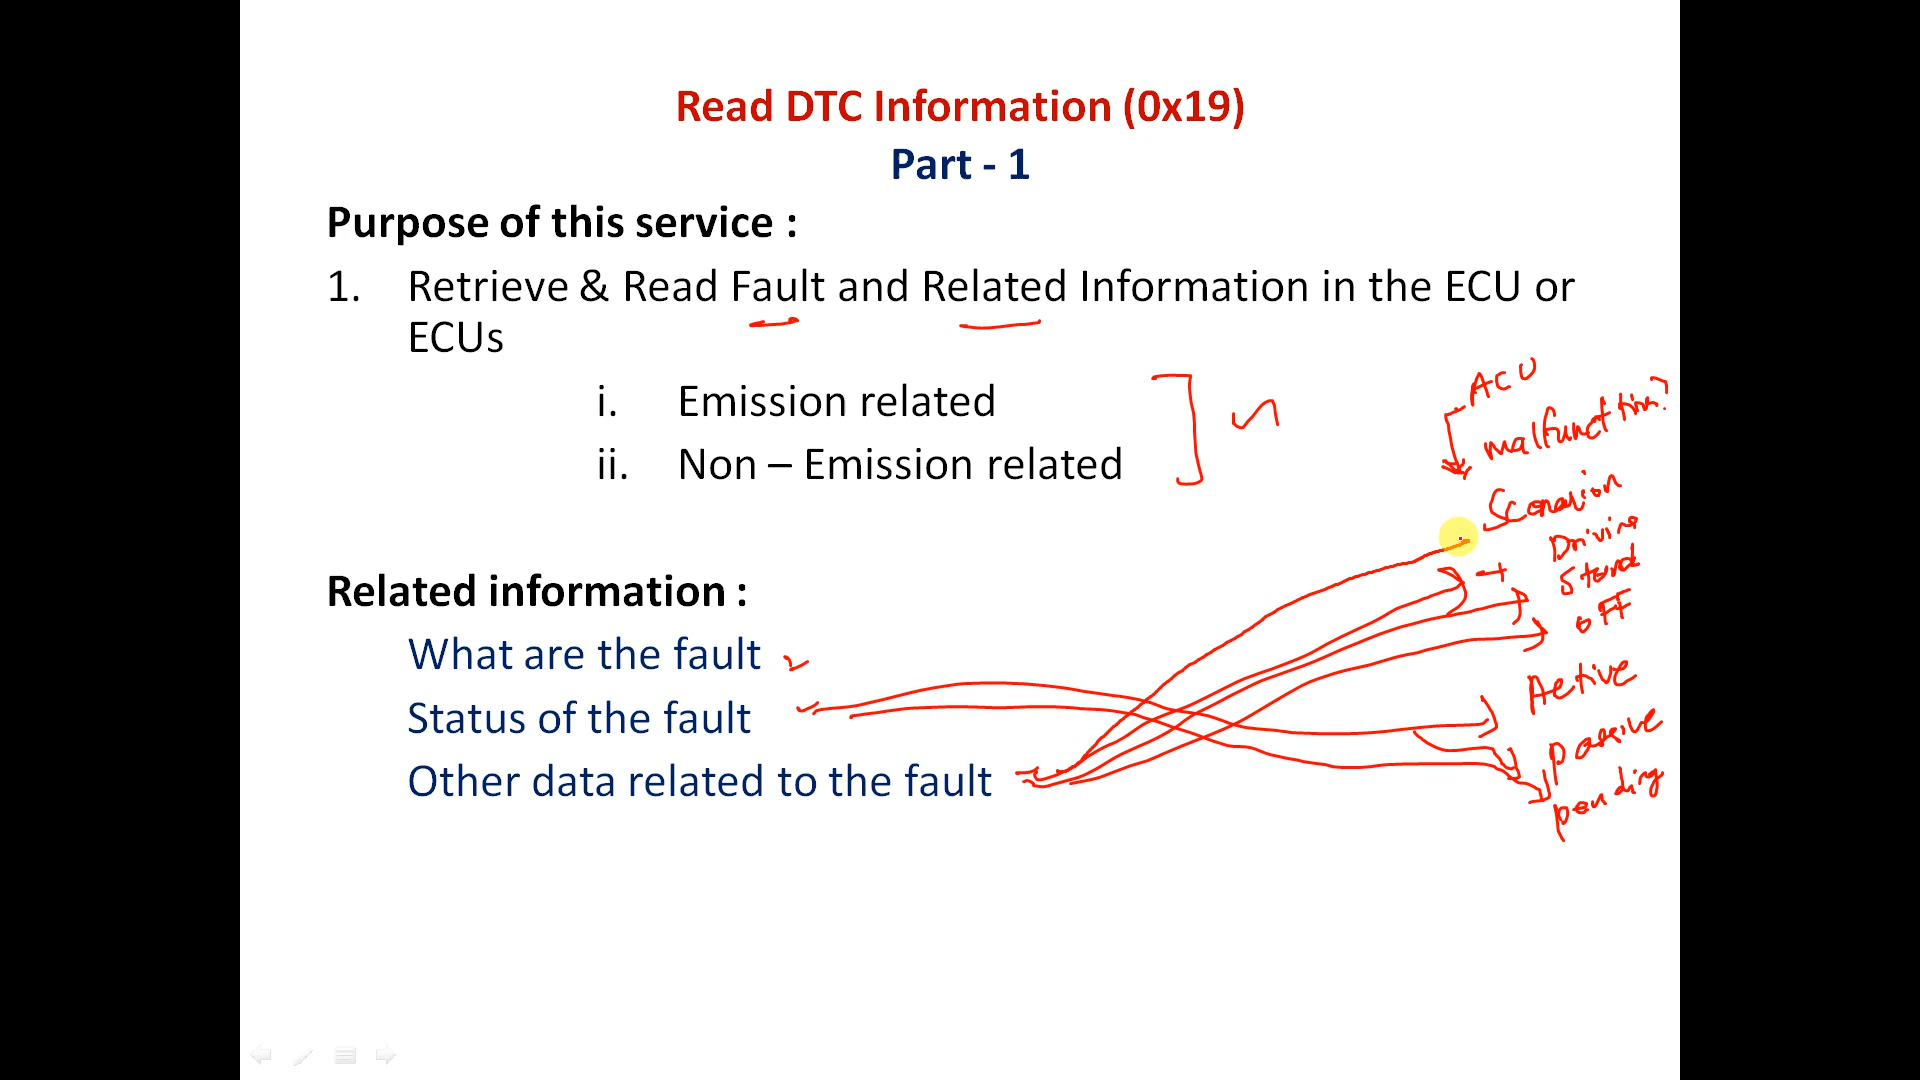 Read DTC Information (0x19)
Part - 1
Purpose of this service :
1. Retrieve & Read Fault and Related Information in the ECU or
ECUs
i. Emission related
ii. Non – Emission related
ACU
malfunction?
Scenarion
Driving
Stand
OFF
Related information :
What are the fault
Status of the fault
Other data related to the fault
Active
passive
pending